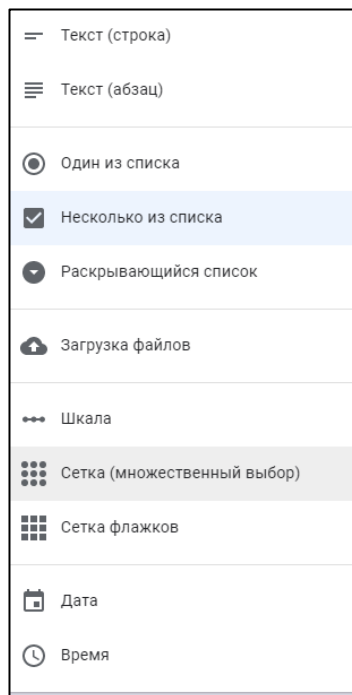 Текст (строка)
Текст (абзац)
Один из списка
Несколько из списка
Раскрывающийся список
Загрузка файлов
Шкала
Сетка (множественный выбор)
Сетка флажков
Дата
Время